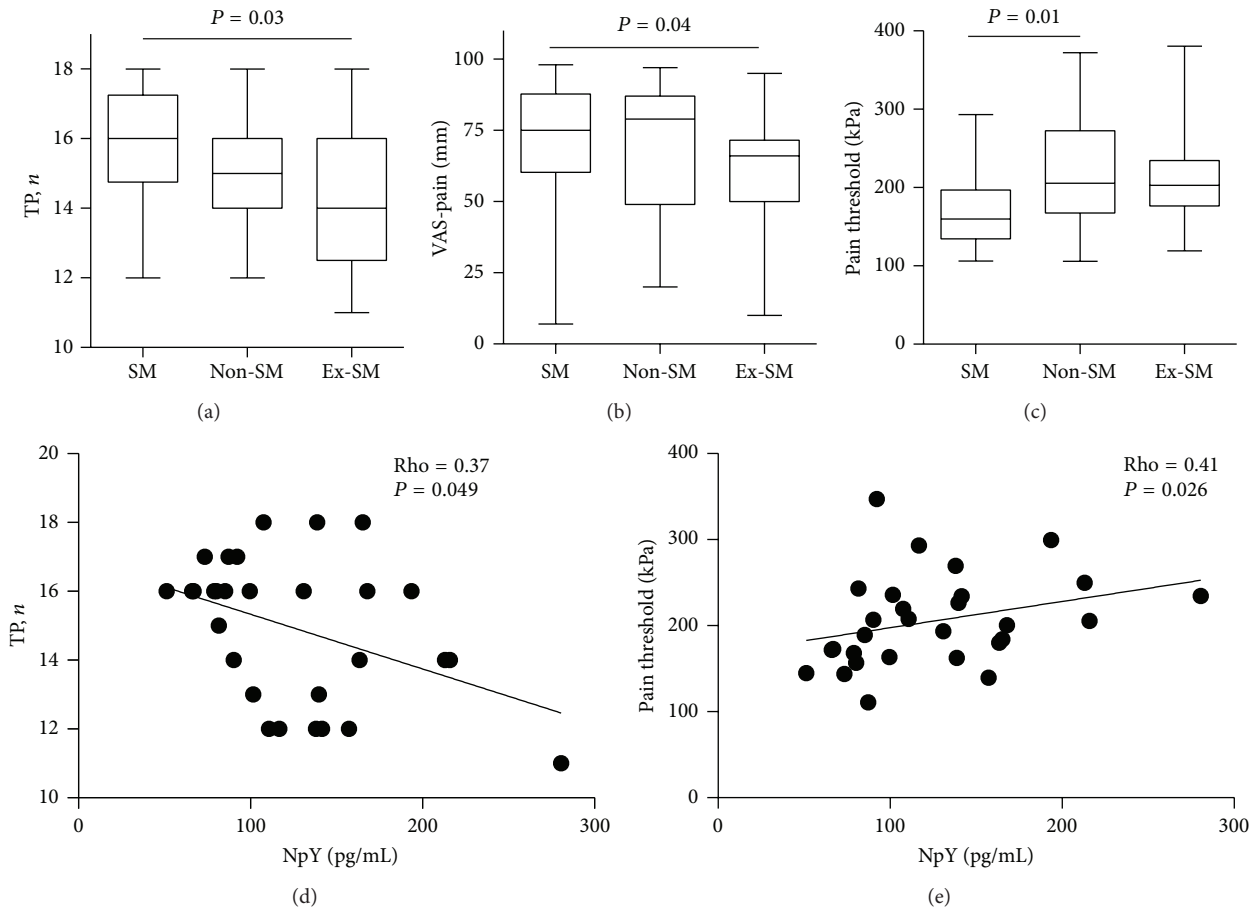 P = 0.03
TP, n
18
16
14
12
10
SM Non-SM Ex-SM
(a)
P = 0.04
VAS-pain (mm)
100
75
50
25
0
SM Non-SM Ex-SM
(b)
P = 0.01
Pain threshold (kPa)
400
300
200
100
0
SM Non-SM Ex-SM
(c)
Rho = 0.37
P = 0.049
TP, n
20
18
16
14
12
10
0 100 200 300
NpY (pg/mL)
(d)
Rho = 0.41
P = 0.026
Pain threshold (kPa)
400
300
200
100
0
0 100 200 300
NpY (pg/mL)
(e)